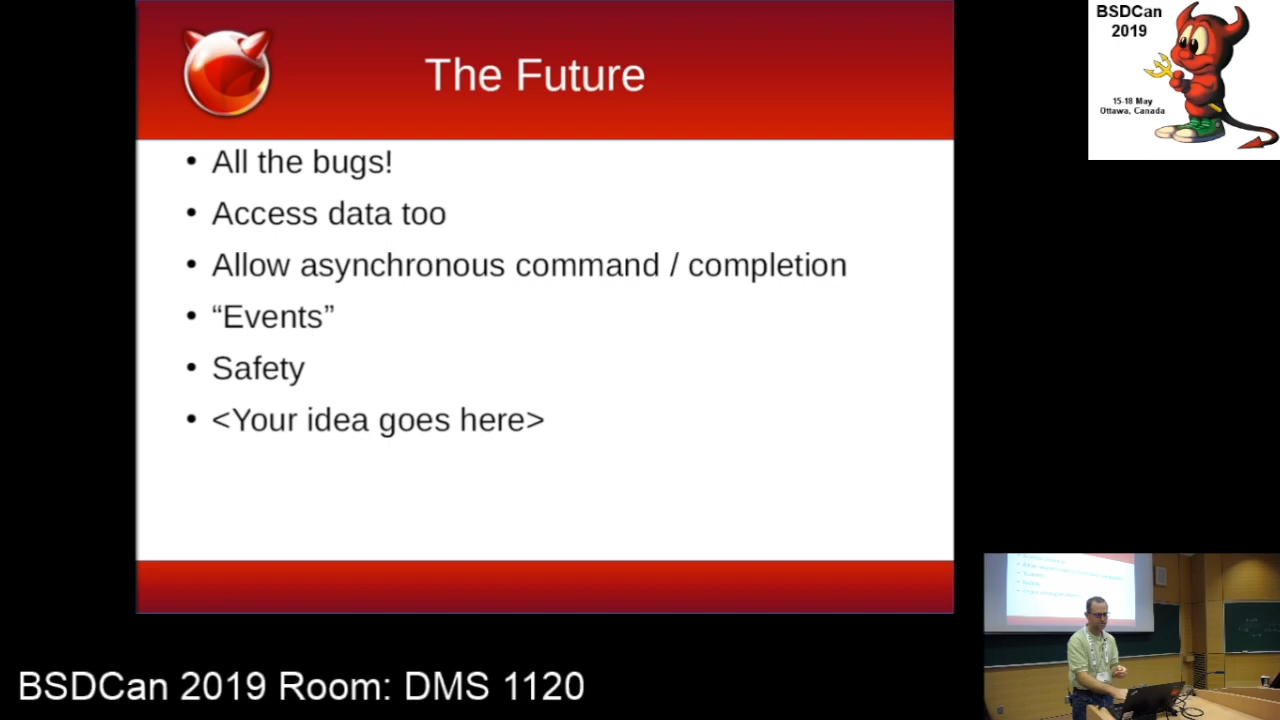 The Future
• All the bugs!
• Access data too
• Allow asynchronous command / completion
• “Events”
• Safety
• <Your idea goes here>
BSDCan
2019
15-18 May
Ottawa, Canada
BSDCan 2019 Room: DMS 1120